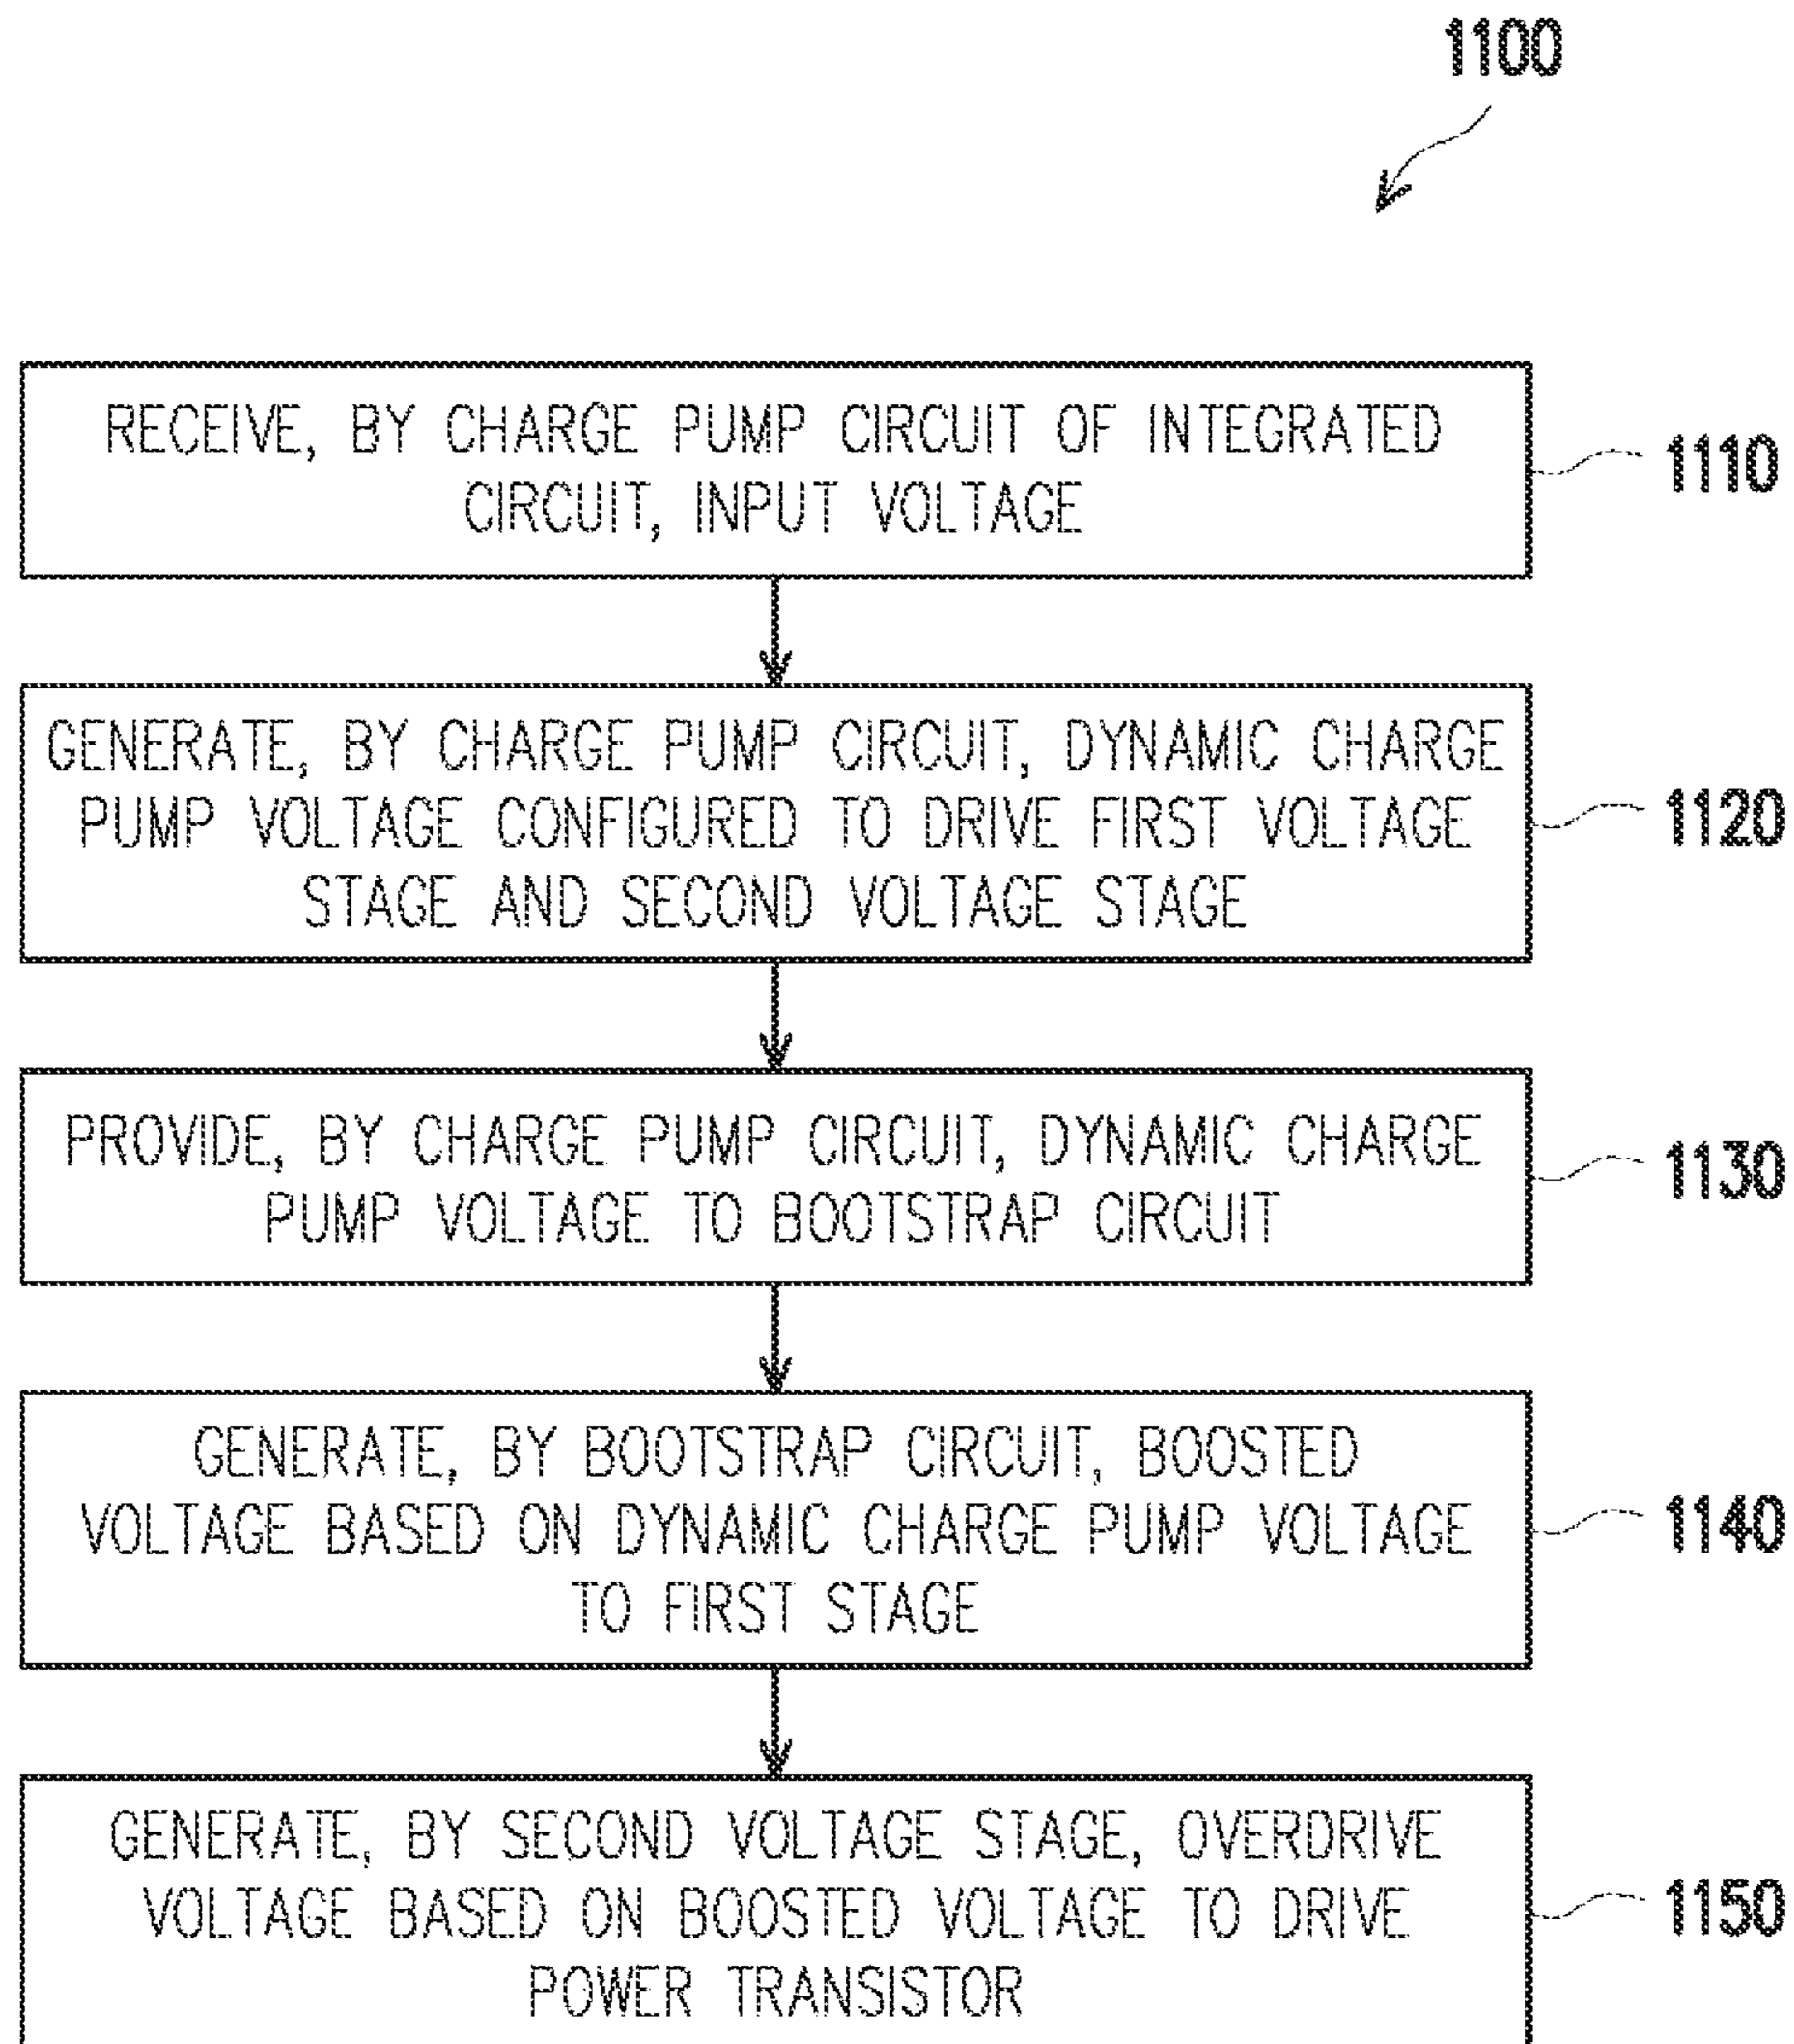 1100
RECEIVE, BY CHARGE PUMP CIRCUIT OF INTEGRATED
CIRCUIT, INPUT VOLTAGE
1110
GENERATE, BY CHARGE PUMP CIRCUIT, DYNAMIC CHARGE
PUMP VOLTAGE CONFIGURED TO DRIVE FIRST VOLTAGE
STAGE AND SECOND VOLTAGE STAGE
1120
PROVIDE, BY CHARGE PUMP CIRCUIT, DYNAMIC CHARGE
PUMP VOLTAGE TO BOOTSTRAP CIRCUIT
1130
GENERATE, BY BOOTSTRAP CIRCUIT, BOOSTED
VOLTAGE BASED ON DYNAMIC CHARGE PUMP VOLTAGE
TO FIRST STAGE
1140
GENERATE, BY SECOND VOLTAGE STAGE, OVERDRIVE
VOLTAGE BASED ON BOOSTED VOLTAGE TO DRIVE
POWER TRANSISTOR
1150